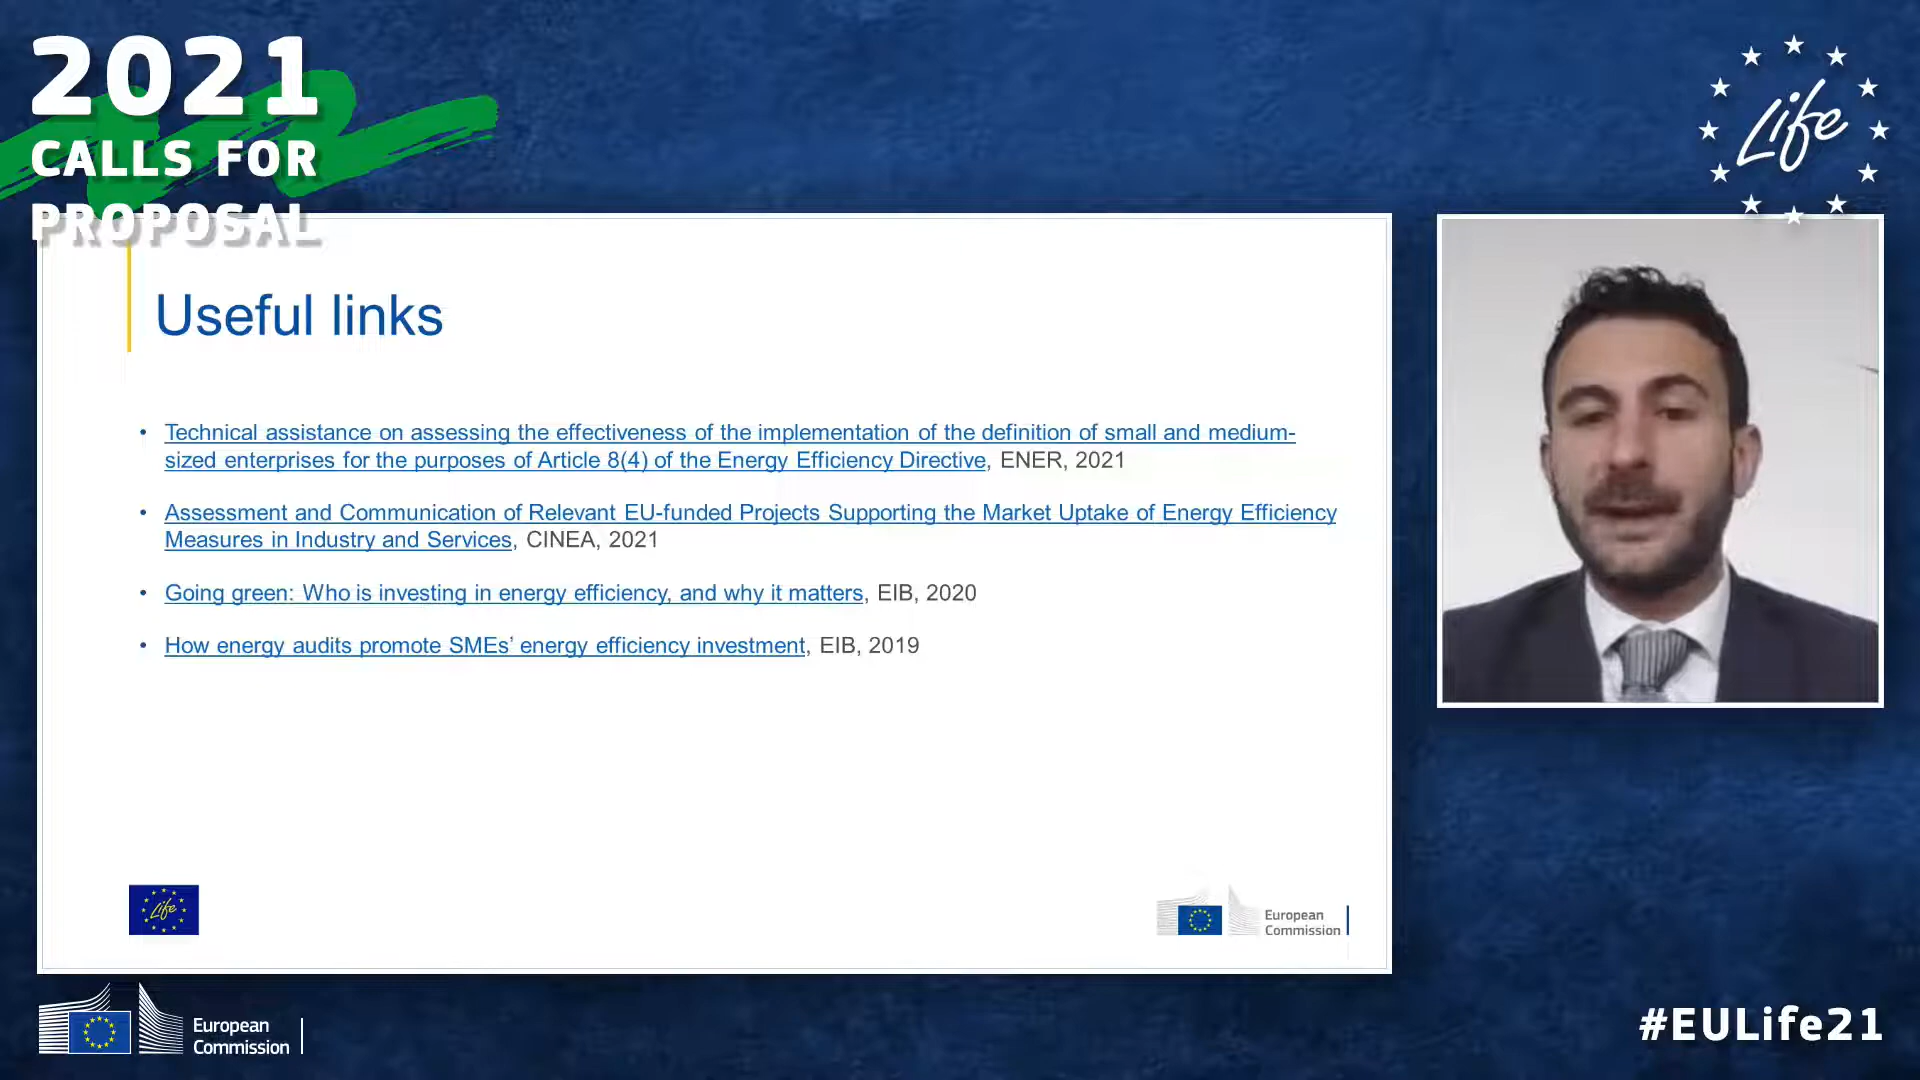 2021
CALLS FOR
PROPOSAL
Life
Useful links
• Technical assistance on assessing the effectiveness of the implementation of the definition of small and medium-
sized enterprises for the purposes of Article 8(4) of the Energy Efficiency Directive, ENER, 2021
• Assessment and Communication of Relevant EU-funded Projects Supporting the Market Uptake of Energy Efficiency
Measures in Industry and Services, CINEA, 2021
• Going green: Who is investing in energy efficiency, and why it matters, EIB, 2020
• How energy audits promote SMEs’ energy efficiency investment, EIB, 2019
Life
European
Commission
European
Commission
#EULife21